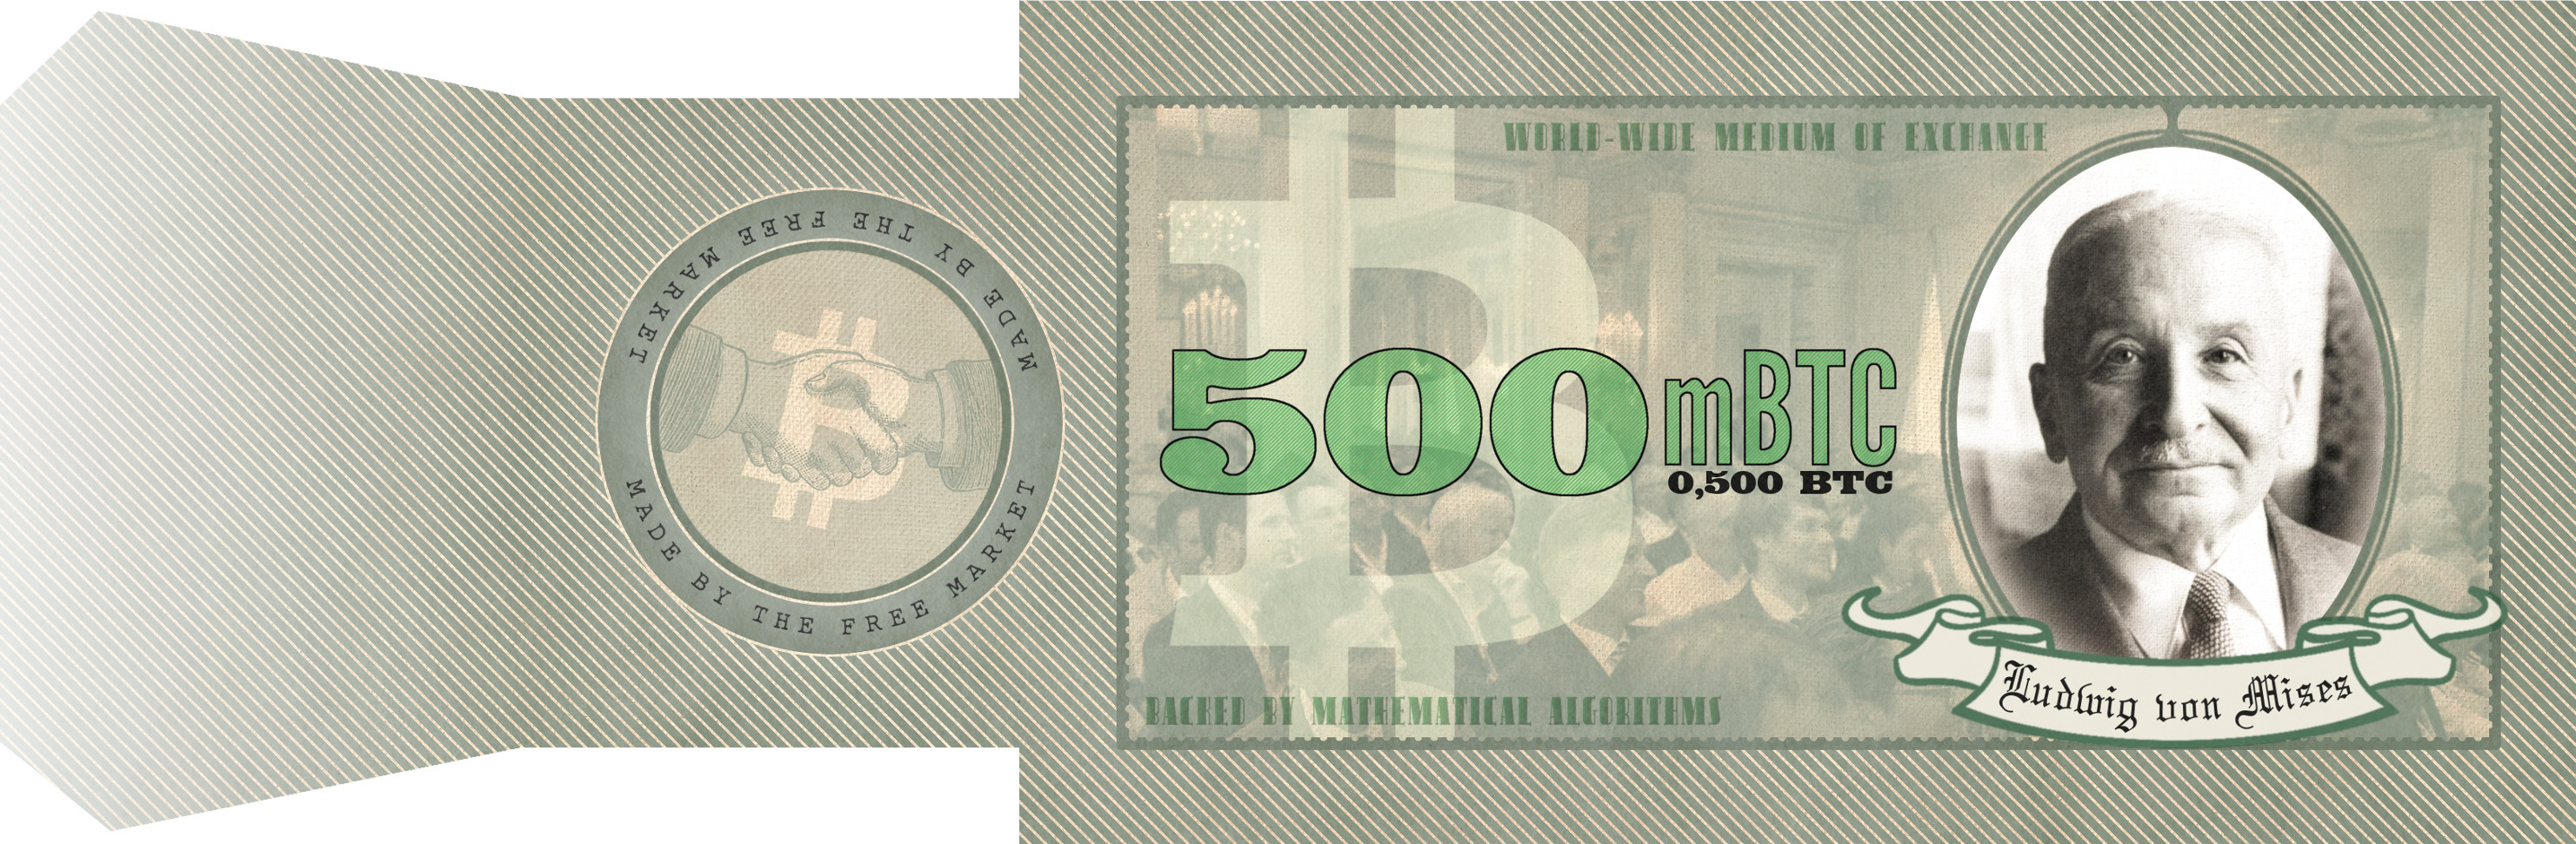 MADE BY THE FREE MARKET
MADE BY THE FREE MARKET
WORLD-WIDE MEDIUM OF EXCHANGE
500 mBTC
0,500 BTC
BACKED BY MATHEMATICAL ALGORITHMS
Ludwig von Mises